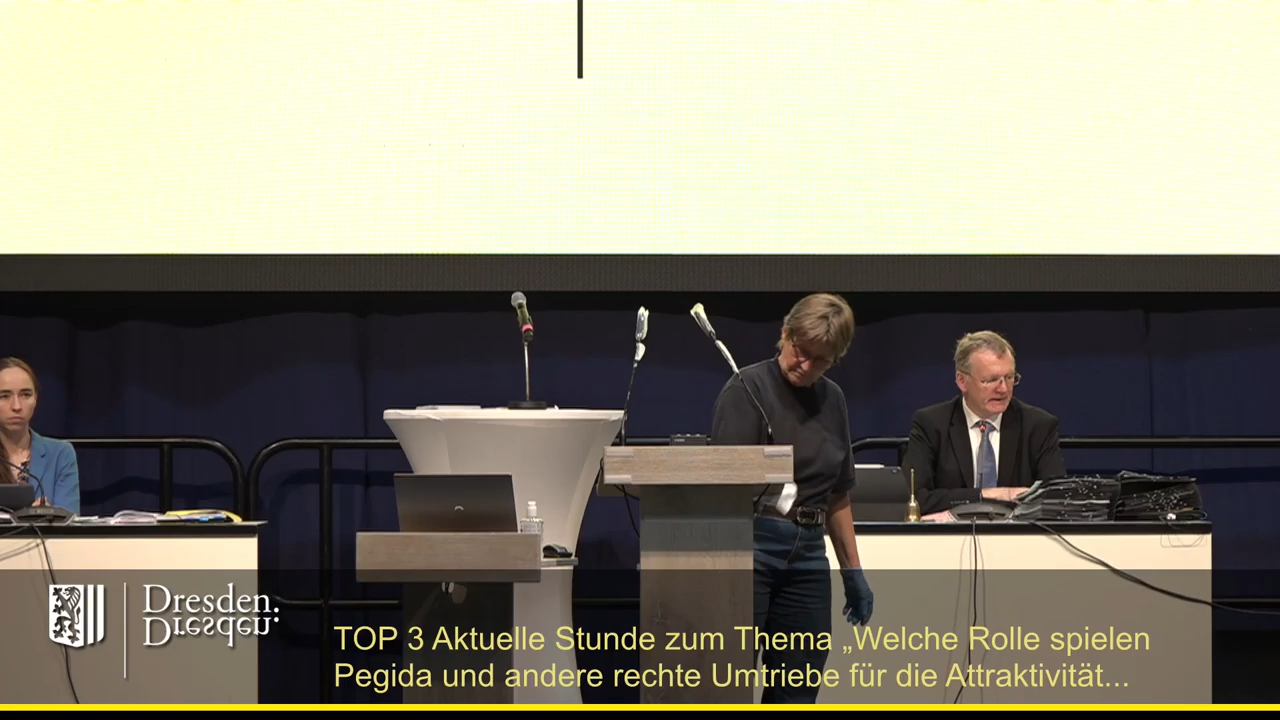 Dresden.
Dresden.
TOP 3 Aktuelle Stunde zum Thema „Welche Rolle spielen
Pegida und andere rechte Umtriebe für die Attraktivität...